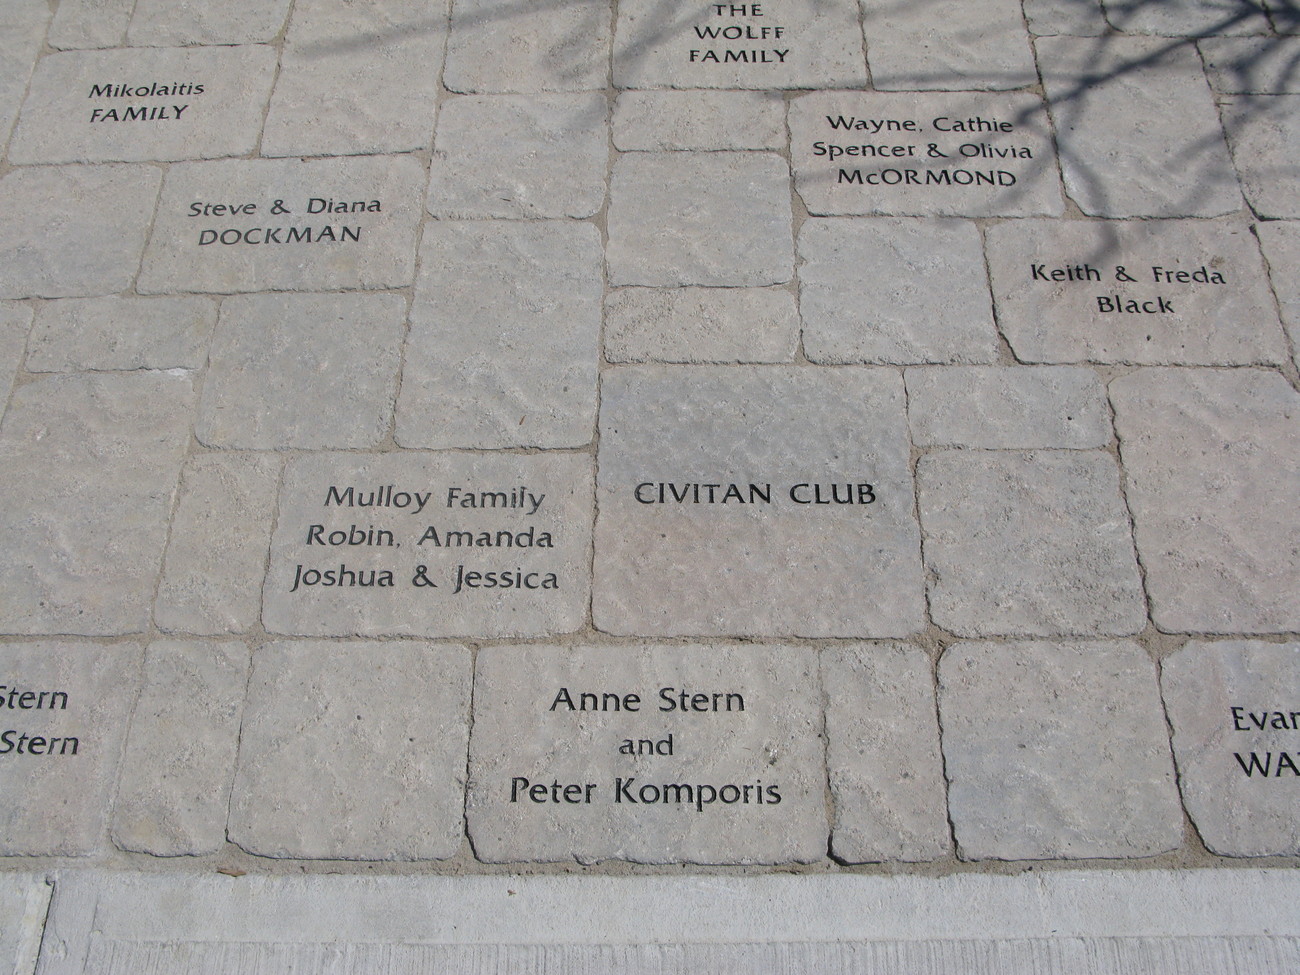 THE
WOLFF
FAMILY
Mikolaitis
FAMILY
Wayne, Cathie
Spencer & Olivia
McORMOND
Steve & Diana
DOCKMAN
Keith & Freda
Black
Mulloy Family
Robin, Amanda
Joshua & Jessica
CIVITAN CLUB
Stern
Stern
Anne Stern
and
Peter Komporis